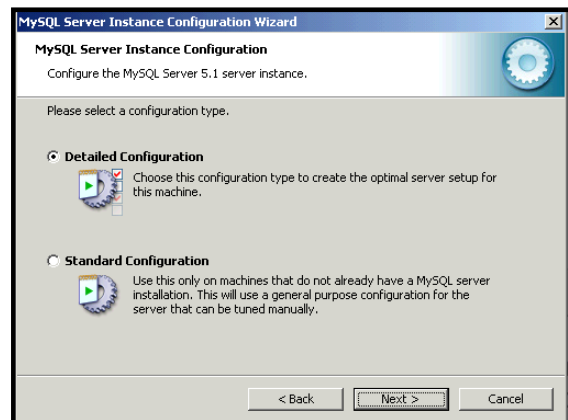 MySQL Server Instance Configuration Wizard
MySQL Server Instance Configuration
Configure the MySQL Server 5.1 server instance.
Please select a configuration type.
Detailed Configuration
Choose this configuration type to create the optimal server setup for
this machine.
Standard Configuration
Use this only on machines that do not already have a MySQL server
installation. This will use a general purpose configuration for the
server that can be tuned manually.
< Back
Next >
Cancel